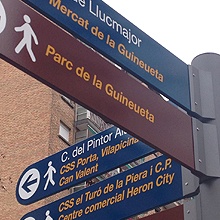 de Llucmajor
Mercat de la Guineueta
Parc de la Guineueta
C. del Pintor
CSS Porta, Vilapicina
Can Valent
CSS el Turó de la Peira i C.P.
Centre comercial Heron City